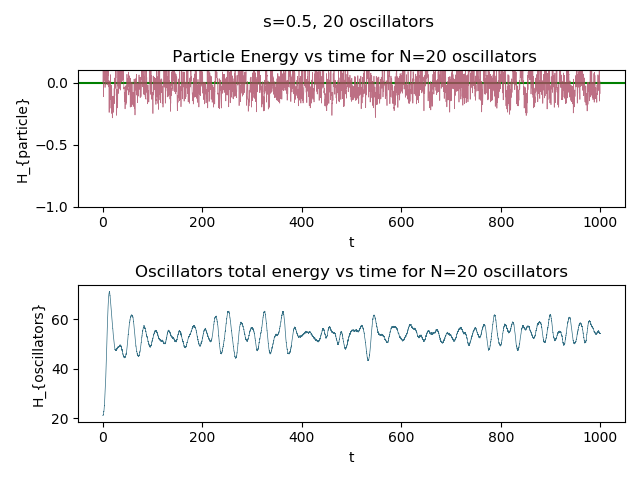 s=0.5, 20 oscillators
Particle Energy vs time for N=20 oscillators
H_{particle}
0.0
−0.5
−1.0
0 200 400 600 800 1000
t
Oscillators total energy vs time for N=20 oscillators
H_{oscillators}
60
40
20
0 200 400 600 800 1000
t